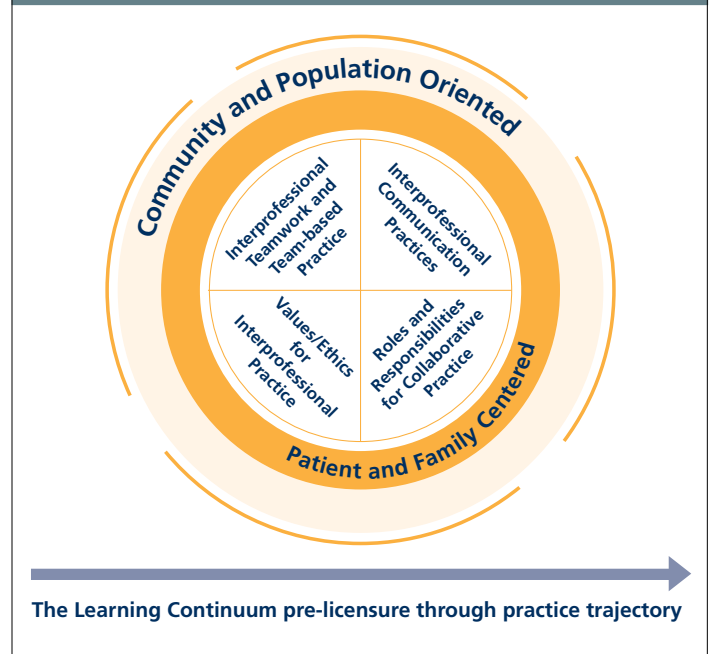 Community and Population Oriented
Interprofessional
Teamwork and
Team-based
Practice
Interprofessional
Communication
Practices
Values/Ethics
for
Interprofessional
Practice
Roles and
Responsibilities
for Collaborative
Practice
Patient and Family Centered
The Learning Continuum pre-licensure through practice trajectory